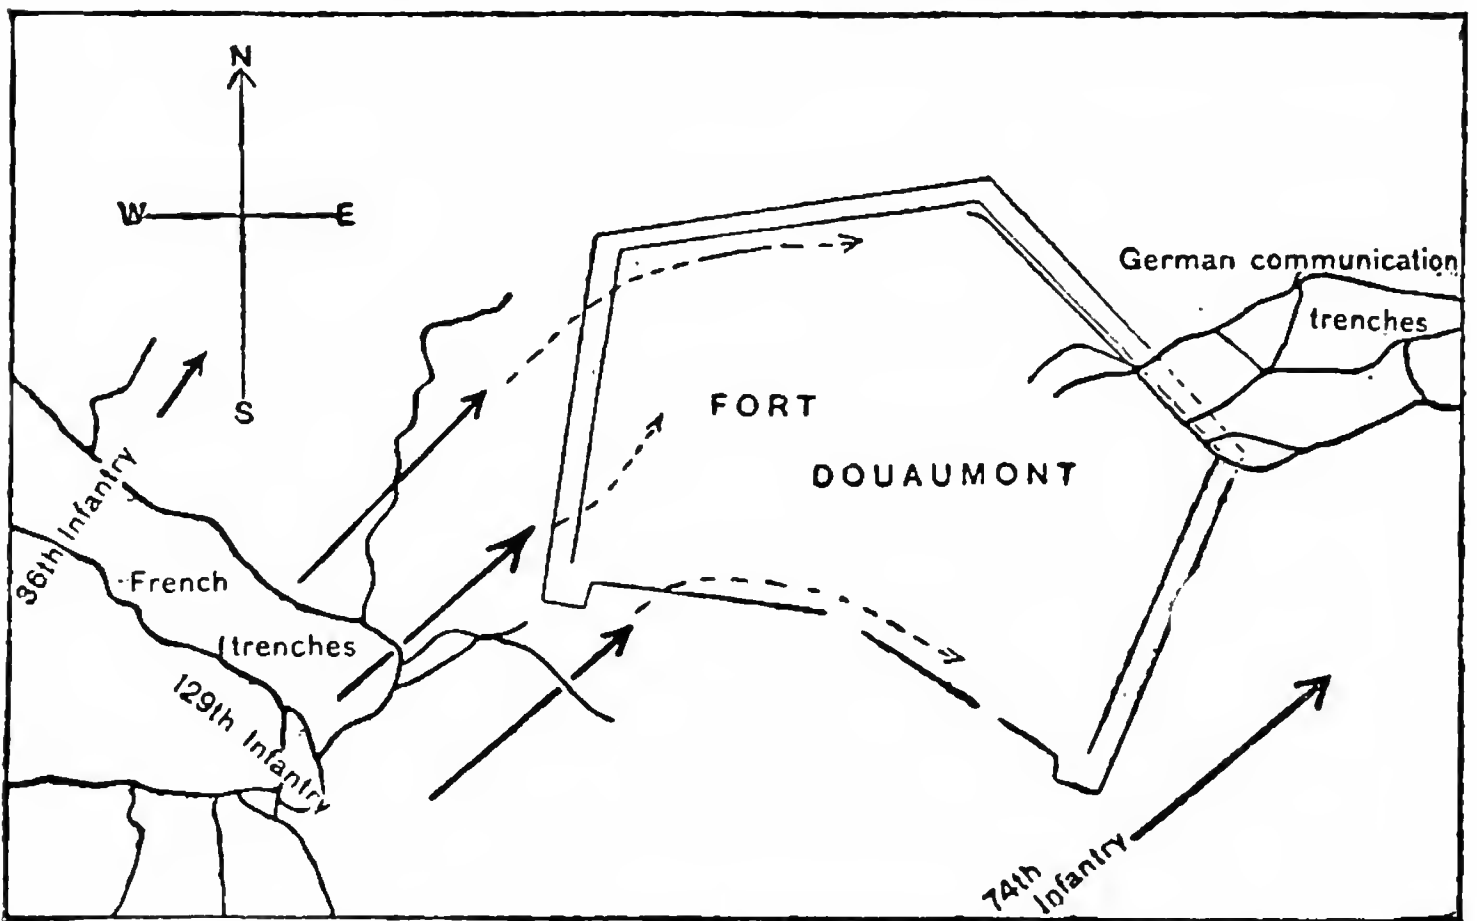 N
W E
S
German communication
trenches
FORT
DOUAUMONT
36th Infantry
French
trenches
129th Infantry
74th
Infantry